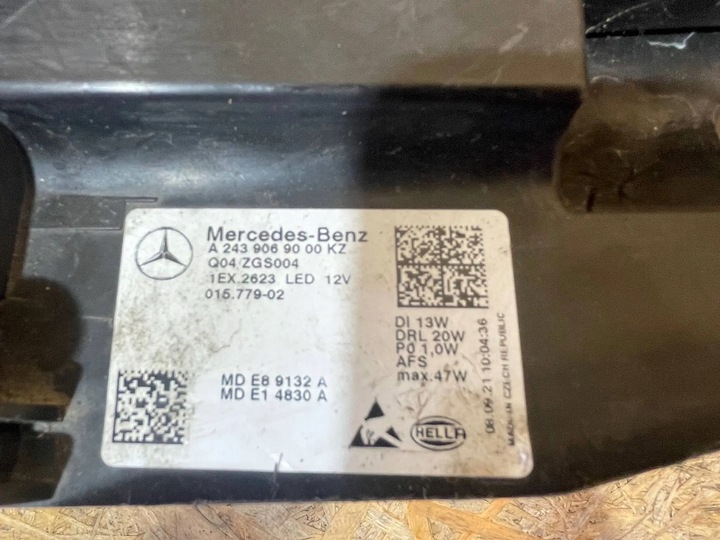 Mercedes-Benz
A 243 906 90 00 KZ
Q04 ZGS004
1EX.2623 LED 12V
015.779-02
MD E8 9132 A
MD E1 4830 A
DI 13W
DRL 20W
PO 1,0W
AFS
max.47W
HELLA
08.09.21 10:04:36
MADE IN CZECH REPUBLIC